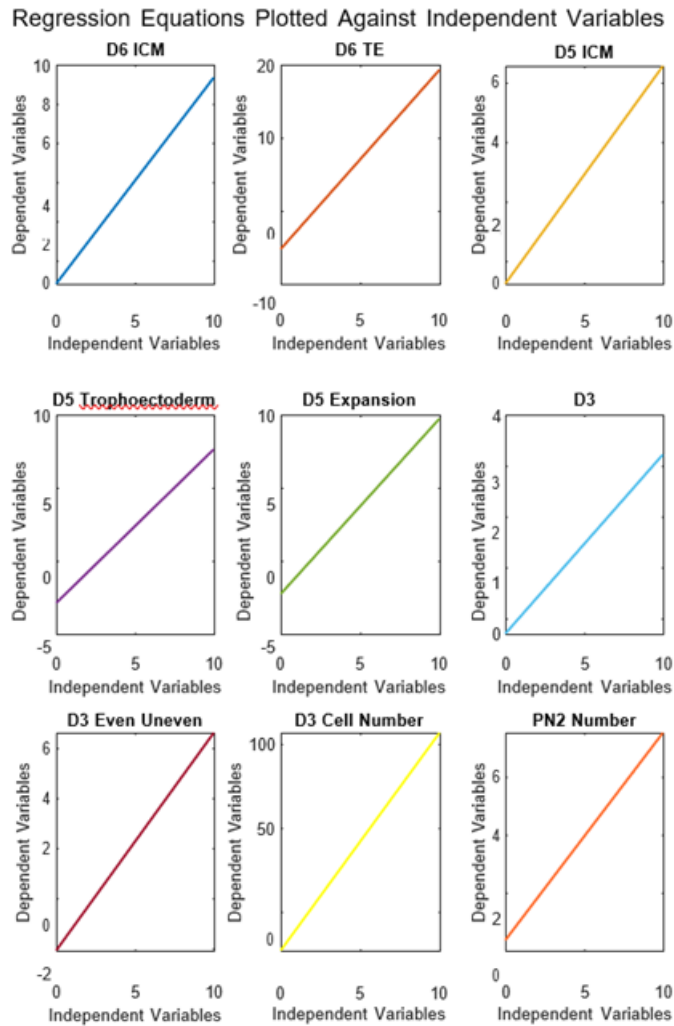 Regression Equations Plotted Against Independent Variables
D6 ICM
Dependent Variables
10
8
6
4
2
0
0 5 10
Independent Variables
D6 TE
Dependent Variables
20
10
0
-10
0 5 10
Independent Variables
D5 ICM
Dependent Variables
6
4
2
0
0 5 10
Independent Variables
D5 Trophoectoderm
Dependent Variables
10
5
0
-5
0 5 10
Independent Variables
D5 Expansion
Dependent Variables
10
5
0
-5
0 5 10
Independent Variables
D3
Dependent Variables
4
3
2
1
0
0 5 10
Independent Variables
D3 Even Uneven
Dependent Variables
6
4
2
0
-2
0 5 10
Independent Variables
D3 Cell Number
Dependent Variables
100
50
0
0 5 10
Independent Variables
PN2 Number
Dependent Variables
6
4
2
0
0 5 10
Independent Variables